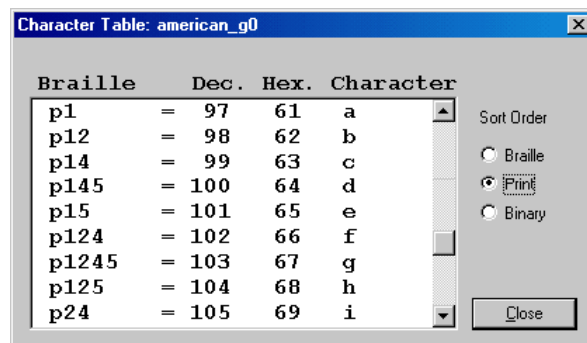 Character Table: american_g0
Braille Dec. Hex. Character
p1 = 97 61 a
p12 = 98 62 b
p14 = 99 63 c
p145 = 100 64 d
p15 = 101 65 e
p124 = 102 66 f
p1245 = 103 67 g
p125 = 104 68 h
p24 = 105 69 i
Sort Order
Braille
Print
Binary
Close